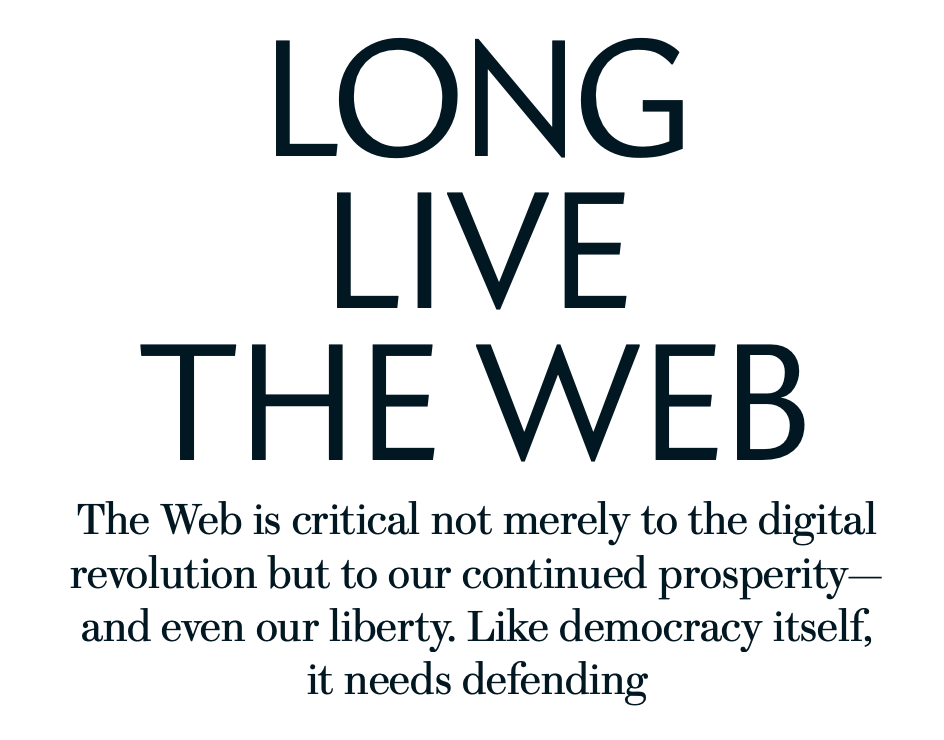 LONG
LIVE
THE WEB
The Web is critical not merely to the digital
revolution but to our continued prosperity—
and even our liberty. Like democracy itself,
it needs defending